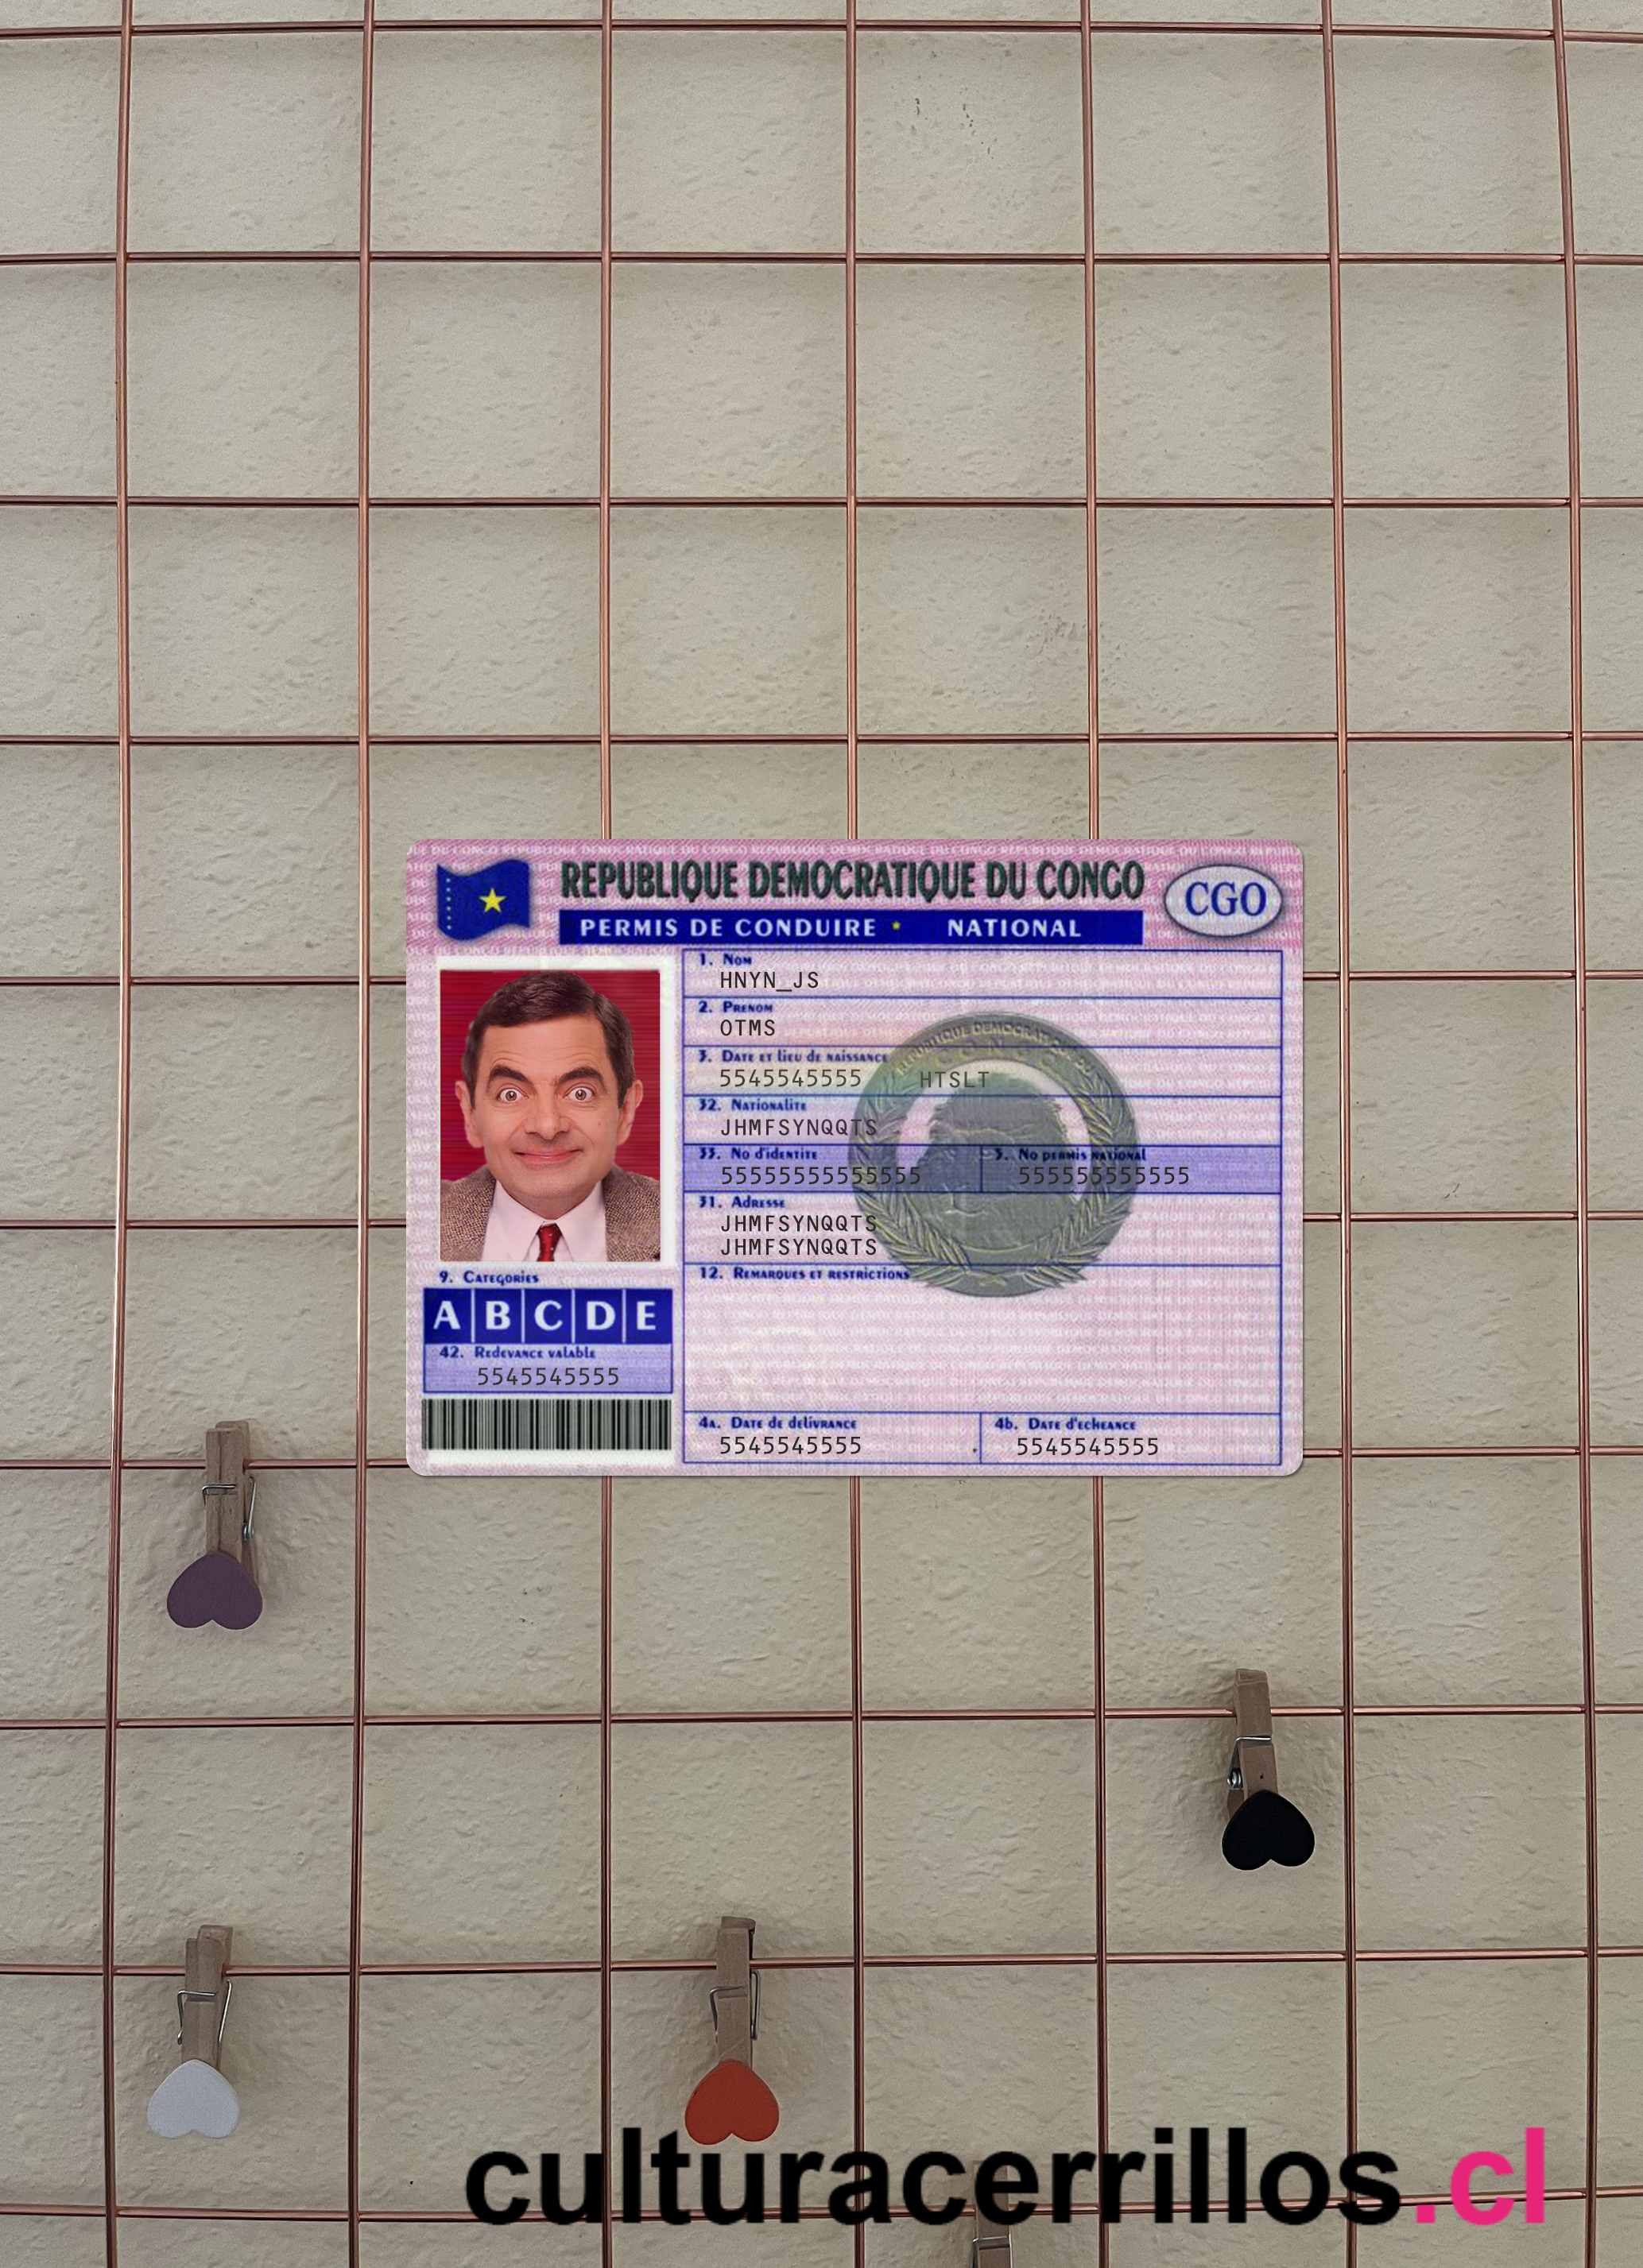 REPUBLIQUE DEMOCRATIQUE DU CONGO
CGO
PERMIS DE CONDUIRE * NATIONAL
1. Nom
HNYN_JS
2. Prenom
OTMS
3. Date et lieu de naissance
5545545555 HTSLT
32. Nationalite
JHMFSYNQQTS
33. No d'identite 5. No permis national
55555555555555 555555555555
31. Adresse
JHMFSYNQQTS
JHMFSYNQQTS
12. Remarques et restrictions
9. Categories
A B C D E
42. Redevance valable
5545545555
4a. Date de delivrance 4b. Date d'echeance
5545545555 5545545555
culturacerrillos.cl